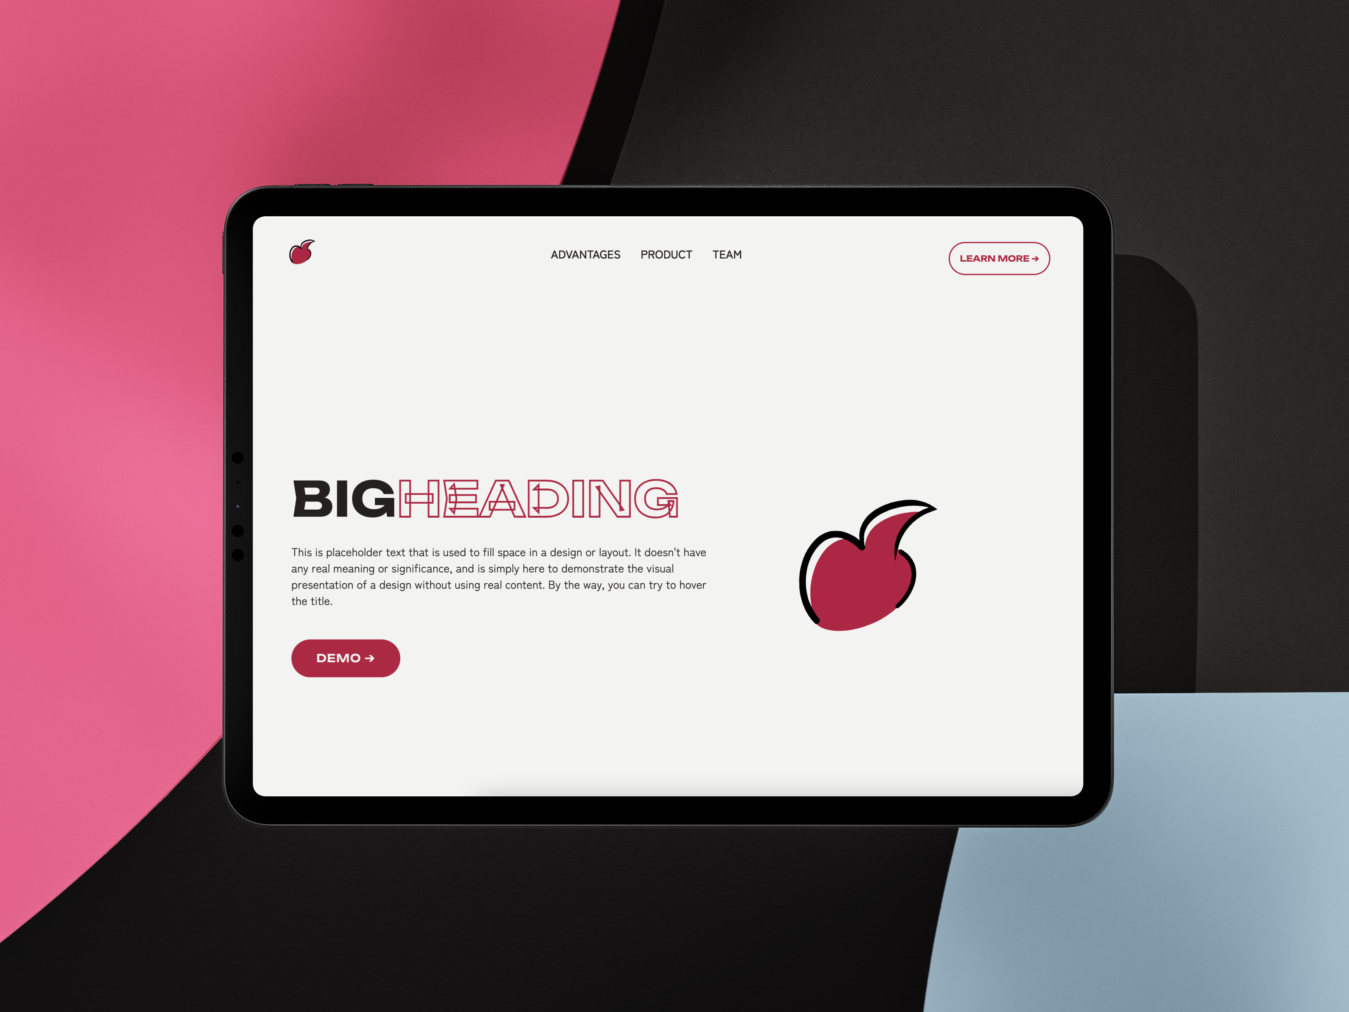 ADVANTAGES PRODUCT TEAM LEARN MORE →
BIGHEADING
This is placeholder text that is used to fill space in a design or layout. It doesn't have
any real meaning or significance, and is simply here to demonstrate the visual
presentation of a design without using real content. By the way, you can try to hover
the title.
DEMO →